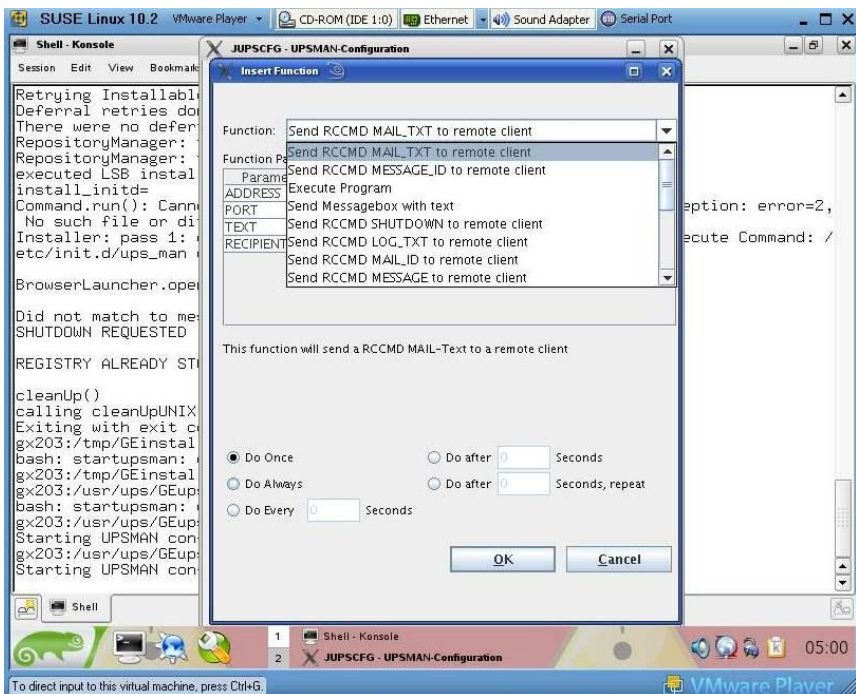 SUSE Linux 10.2 VMware Player CD-ROM (IDE 1:0) Ethernet Sound Adapter Serial Port
Shell - Konsole
Session Edit View Bookmark
Retrying Installabl
Deferral retries do
There were no defer
RepositoryManager:
RepositoryManager:
executed LSB instal
install_initd=
Command.run(): Cann
eption: error=2,
No such file or di
Installer: pass 1:
ecute Command: /
etc/init.d/ups_man
BrowserLauncher.ope
Did not match to me
SHUTDOWN REQUESTED
REGISTRY ALREADY ST
cleanUp()
calling cleanUpUNIX
Exiting with exit c
gx203:/tmp/GEinstal
bash: startupsman:
gx203:/tmp/GEinstal
gx203:/usr/ups/GEup
bash: startupsman:
gx203:/usr/ups/GEup
Starting UPSMAN con
gx203:/usr/ups/GEup
Starting UPSMAN con
Shell
JUPSCFG - UPSMAN-Configuration
Insert Function
Function: Send RCCMD MAIL_TXT to remote client
Send RCCMD MAIL_TXT to remote client
Send RCCMD MESSAGE_ID to remote client
Execute Program
Send Messagebox with text
Send RCCMD SHUTDOWN to remote client
Send RCCMD LOG_TXT to remote client
Send RCCMD MAIL_ID to remote client
Send RCCMD MESSAGE to remote client
Function Pa
Parame
ADDRESS
PORT
TEXT
RECIPIENT
This function will send a RCCMD MAIL-Text to a remote client
Do Once Do after 0 Seconds
Do Always Do after 0 Seconds, repeat
Do Every 0 Seconds
OK Cancel
1 Shell - Konsole
2 JUPSCFG - UPSMAN-Configuration
05:00
To direct input to this virtual machine, press Ctrl+G.
VMware Player